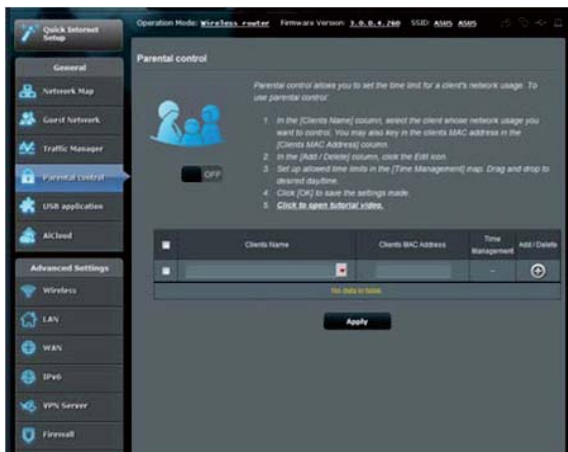 Quick Internet
Setup
Operation Mode: Wireless router Firmware Version: 3.0.0.4.260 SSID: ASUS ASUS
General
Network Map
Guest Network
Traffic Manager
Parental control
USB application
AiCloud
Advanced Settings
Wireless
LAN
WAN
IPv6
VPN Server
Firewall
Parental control
Parental control allows you to set the time limit for a client's network usage. To
use parental control:
1. In the [Clients Name] column, select the client whose network usage you
want to control. You may also key in the clients MAC address in the
[Clients MAC Address] column.
2. In the [Add / Delete] column, click the Edit icon.
3. Set up allowed time limits in the [Time Management] map. Drag and drop to
desired day/time.
4. Click [OK] to save the settings made.
5. Click to open tutorial video.
OFF
Clients Name Clients MAC Address Time Management Add / Delete
--
No data in table.
Apply